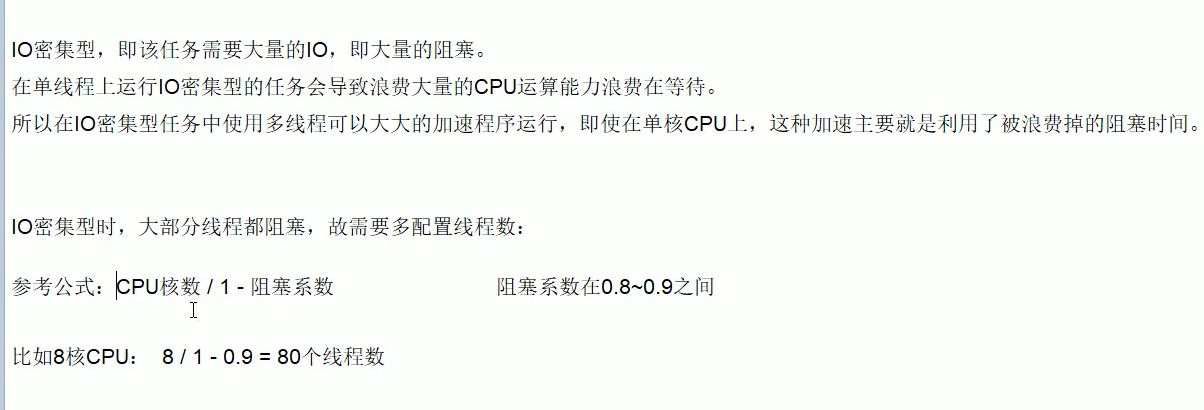 IO密集型，即该任务需要大量的IO，即大量的阻塞。
在单线程上运行IO密集型的任务会导致浪费大量的CPU运算能力浪费在等待。
所以在IO密集型任务中使用多线程可以大大的加速程序运行，即使在单核CPU上，这种加速主要就是利用了被浪费掉的阻塞时间。
IO密集型时，大部分线程都阻塞，故需要多配置线程数：
参考公式：CPU核数 / 1 - 阻塞系数 阻塞系数在0.8~0.9之间
比如8核CPU： 8 / 1 - 0.9 = 80个线程数